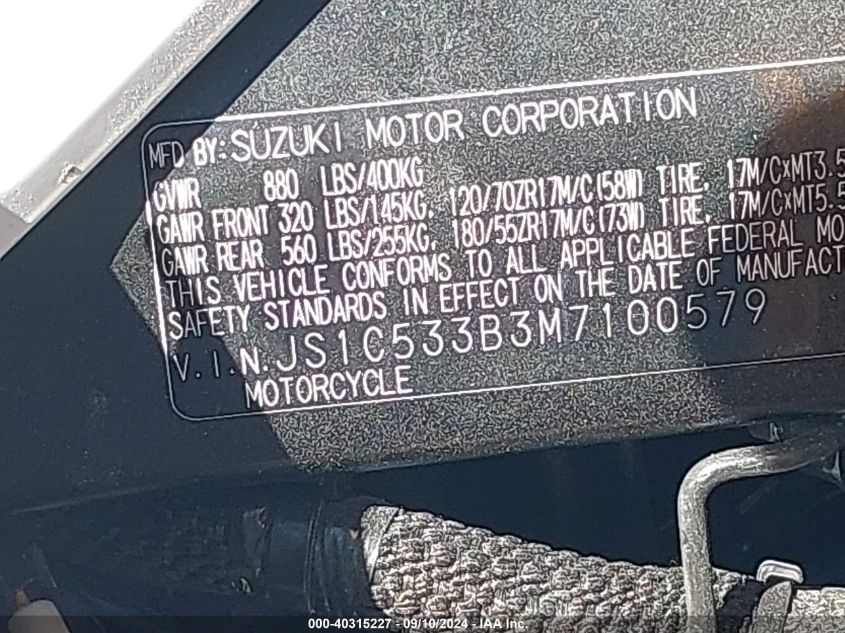 MFD BY: SUZUKI MOTOR CORPORATION
GVWR 880 LBS/400KG
GAWR FRONT 320 LBS/145KG, 120/70ZR17M/C(58W) TIRE, 17M/CxMT3.5
GAWR REAR 560 LBS/255KG, 180/55ZR17M/C(73W) TIRE, 17M/CxMT5.5
THIS VEHICLE CONFORMS TO ALL APPLICABLE FEDERAL MO
SAFETY STANDARDS IN EFFECT ON THE DATE OF MANUFACT
V.I.N. JS1C533B3M7100579
MOTORCYCLE
000-40315227 - 09/10/2024 - IAA Inc.